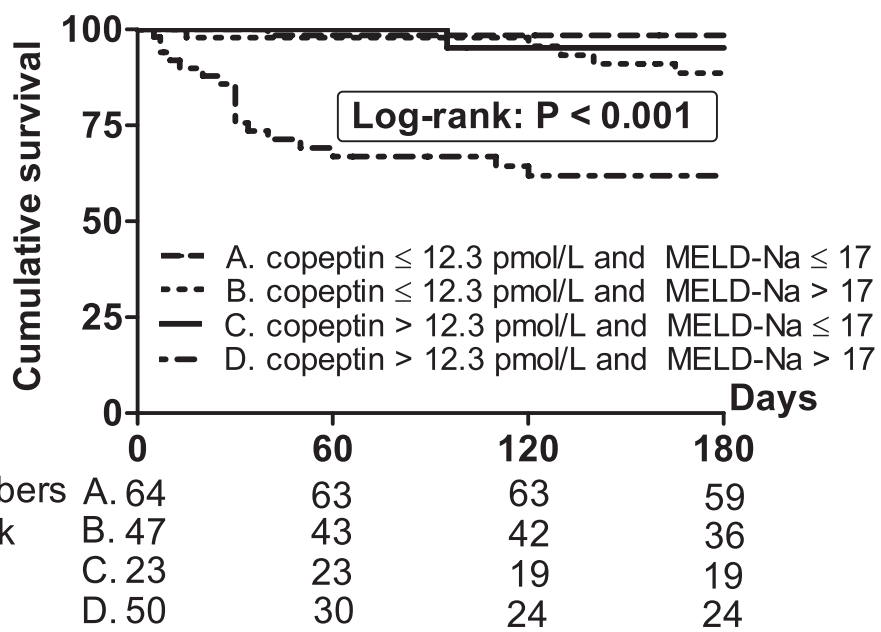 Cumulative survival
100
75
50
25
0
Log-rank: P < 0.001
A. copeptin ≤ 12.3 pmol/L and MELD-Na ≤ 17
B. copeptin ≤ 12.3 pmol/L and MELD-Na > 17
C. copeptin > 12.3 pmol/L and MELD-Na ≤ 17
D. copeptin > 12.3 pmol/L and MELD-Na > 17
Days
0 60 120 180
bers A. 64 63 63 59
k B. 47 43 42 36
C. 23 23 19 19
D. 50 30 24 24